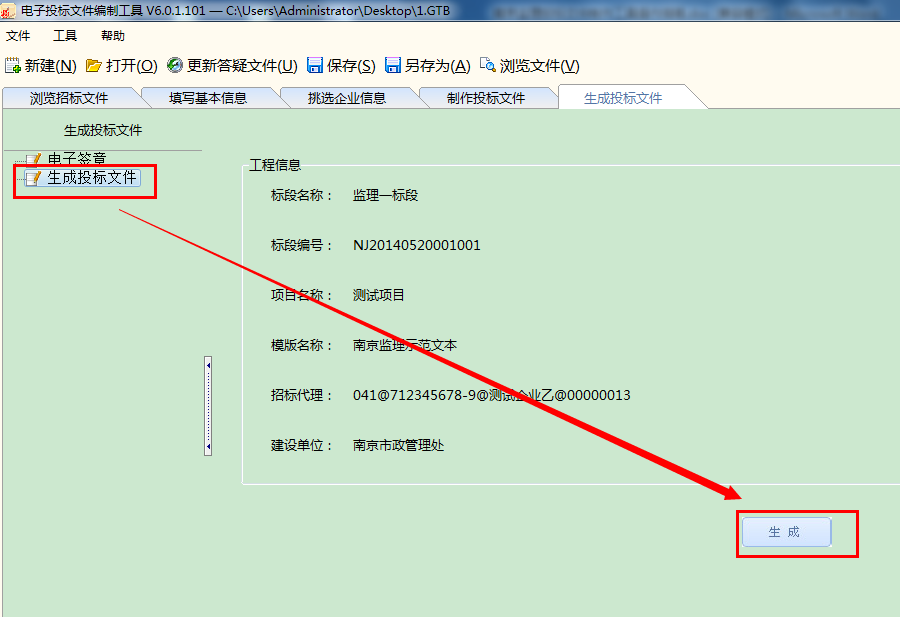 电子投标文件编制工具 V6.0.1.101 — C:\Users\Administrator\Desktop\1.GTB
文件 工具 帮助
新建(N) 打开(O) 更新答疑文件(U) 保存(S) 另存为(A) 浏览文件(V)
浏览招标文件 填写基本信息 挑选企业信息 制作投标文件 生成投标文件
生成投标文件
电子签章
生成投标文件
工程信息
标段名称： 监理一标段
标段编号： NJ20140520001001
项目名称： 测试项目
模版名称： 南京监理示范文本
招标代理： 041@712345678-9@测试企业乙@00000013
建设单位： 南京市政管理处
生 成